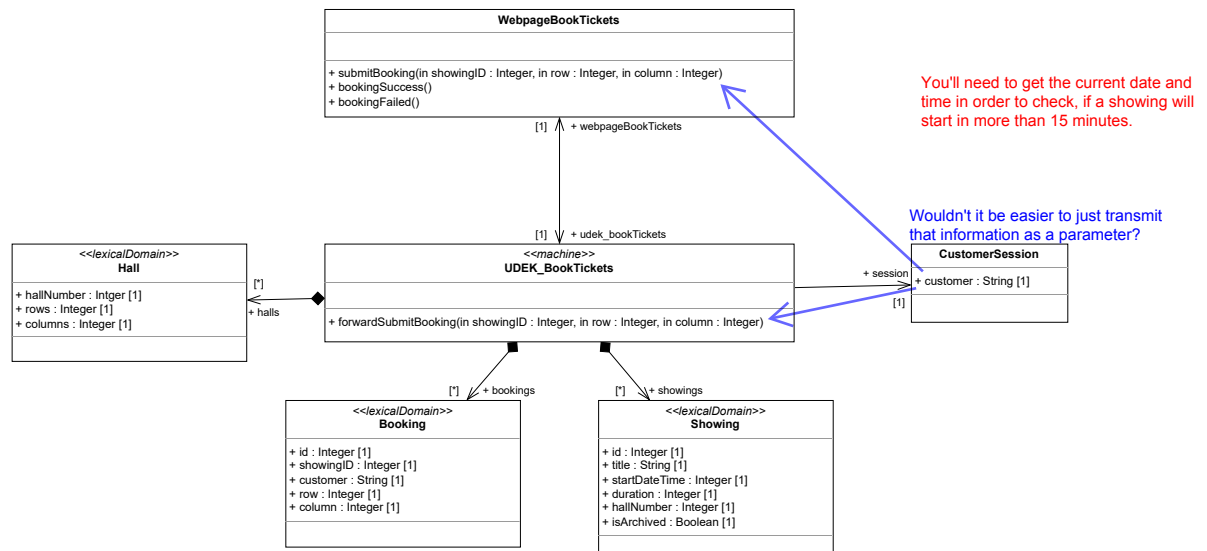 WebpageBookTickets
+ submitBooking(in showingID : Integer, in row : Integer, in column : Integer)
+ bookingSuccess()
+ bookingFailed()
You'll need to get the current date and
time in order to check, if a showing will
start in more than 15 minutes.
[1]
+ webpageBookTickets
Wouldn't it be easier to just transmit
that information as a parameter?
[1]
+ udek_bookTickets
<<lexicalDomain>>
Hall
+ hallNumber : Intger [1]
+ rows : Integer [1]
+ columns : Integer [1]
[*]
+ halls
<<machine>>
UDEK_BookTickets
+ forwardSubmitBooking(in showingID : Integer, in row : Integer, in column : Integer)
+ session
[1]
CustomerSession
+ customer : String [1]
[*]
+ bookings
[*]
+ showings
<<lexicalDomain>>
Booking
+ id : Integer [1]
+ showingID : Integer [1]
+ customer : String [1]
+ row : Integer [1]
+ column : Integer [1]
<<lexicalDomain>>
Showing
+ id : Integer [1]
+ title : String [1]
+ startDateTime : Integer [1]
+ duration : Integer [1]
+ hallNumber : Integer [1]
+ isArchived : Boolean [1]